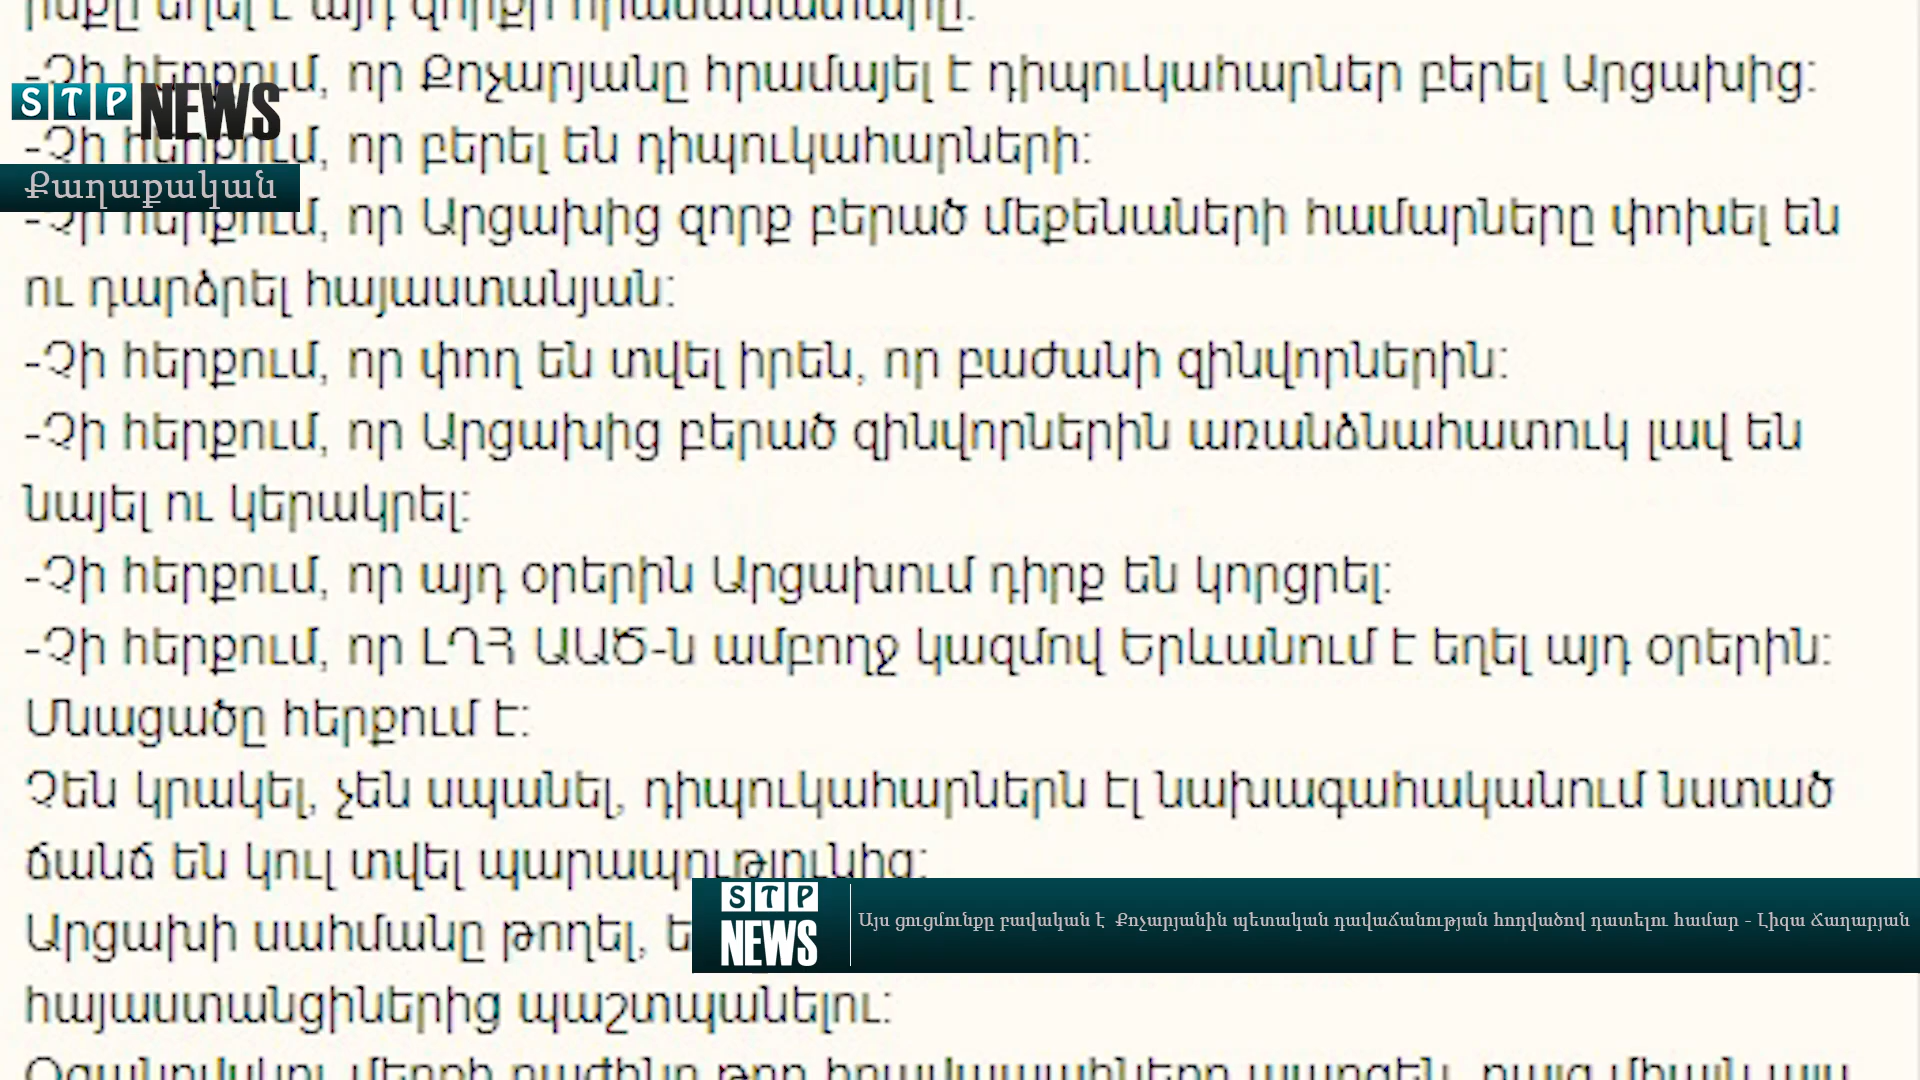 ինքը եղել է այդ զորքի հրամանատարը:
-Չի հերքում, որ Քոչարյանը հրամայել է դիպուկահարներ բերել Արցախից:
STP NEWS
-Չի հերքում, որ բերել են դիպուկահարների:
Քաղաքական
-Չի հերքում, որ Արցախից զորք բերած մեքենաների համարները փոխել են
ու դարձրել հայաստանյան:
-Չի հերքում, որ փող են տվել իրեն, որ բաժանի զինվորներին:
-Չի հերքում, որ Արցախից բերած զինվորներին առանձնահատուկ լավ են
նայել ու կերակրել:
-Չի հերքում, որ այդ օրերին Արցախում դիրք են կորցրել:
-Չի հերքում, որ ԼՂՀ ԱԱԾ-ն ամբողջ կազմով Երևանում է եղել այդ օրերին:
Մնացածը հերքում է:
Չեն կրակել, չեն սպանել, դիպուկահարներն էլ նախագահականում նստած
ճանճ են կուլ տվել պարապությունից:
Արցախի սահմանը թողել,
STP NEWS
Այս ցուցմունքը բավական է Քոչարյանին պետական դավաճանության հոդվածով դատելու համար - Լիզա Ճաղարյան
հայաստանցիներից պաշտպանելու: